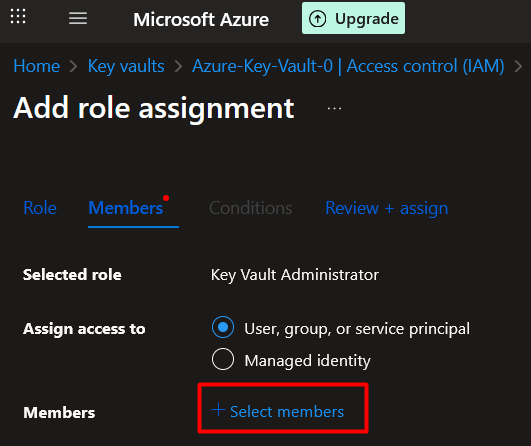 Microsoft Azure Upgrade
Home > Key vaults > Azure-Key-Vault-0 | Access control (IAM) >
Add role assignment ...
Role Members Conditions Review + assign
Selected role Key Vault Administrator
Assign access to User, group, or service principal
Managed identity
Members + Select members